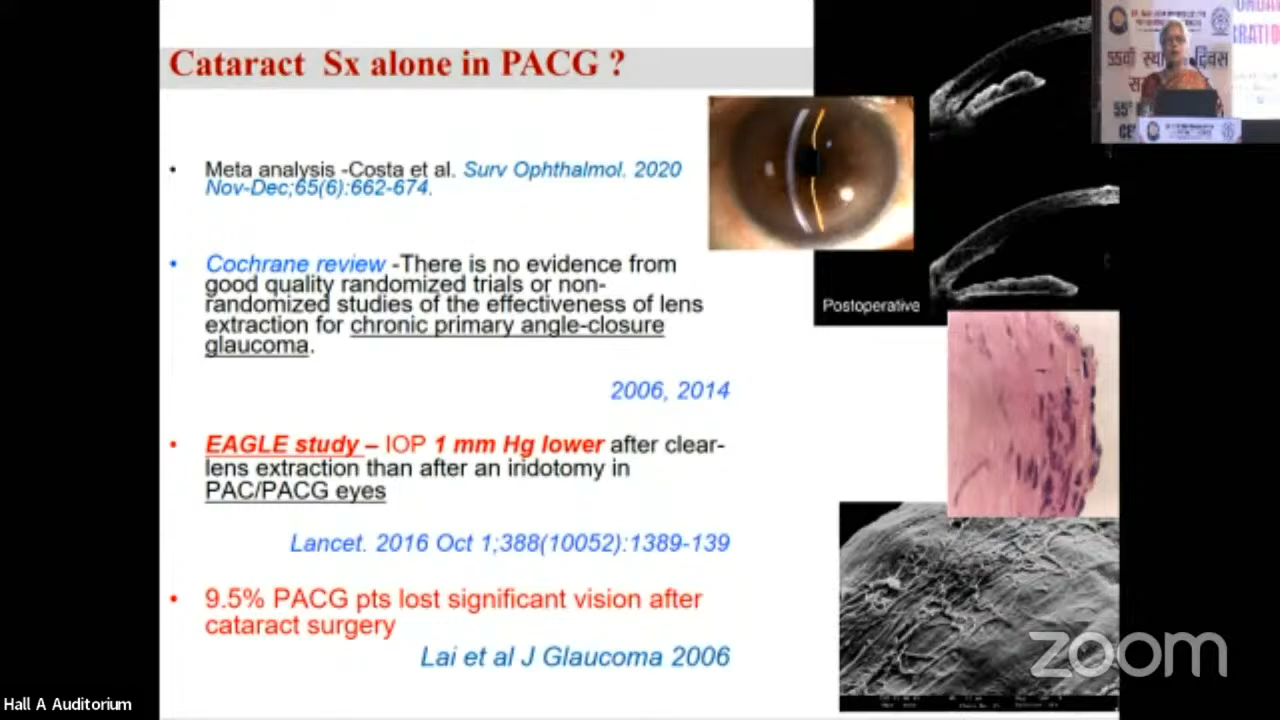 Cataract Sx alone in PACG ?
• Meta analysis -Costa et al. Surv Ophthalmol. 2020
Nov-Dec;65(6):662-674.
• Cochrane review -There is no evidence from
good quality randomized trials or non-
randomized studies of the effectiveness of lens
extraction for chronic primary angle-closure
glaucoma.
2006, 2014
• EAGLE study – IOP 1 mm Hg lower after clear-
lens extraction than after an iridotomy in
PAC/PACG eyes
Lancet. 2016 Oct 1;388(10052):1389-139
• 9.5% PACG pts lost significant vision after
cataract surgery
Lai et al J Glaucoma 2006
Postoperative
55वां
zoom
Hall A Auditorium